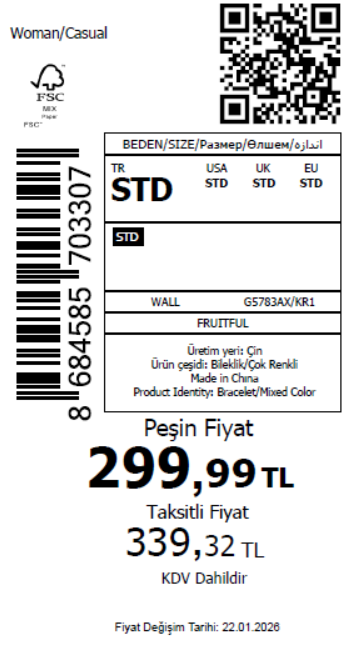 Woman/Casual
FSC
MIX
Paper
FSC™
BEDEN/SIZE/Размер/Өлшем/اندازه
TR USA UK EU
STD STD STD STD
STD
WALL G5783AX/KR1
FRUITFUL
Üretim yeri: Çin
Ürün çeşidi: Bileklik/Çok Renkli
Made in China
Product Identity: Bracelet/Mixed Color
8 684585 703307
Peşin Fiyat
299,99 TL
Taksitli Fiyat
339,32 TL
KDV Dahildir
Fiyat Değişim Tarihi: 22.01.2026